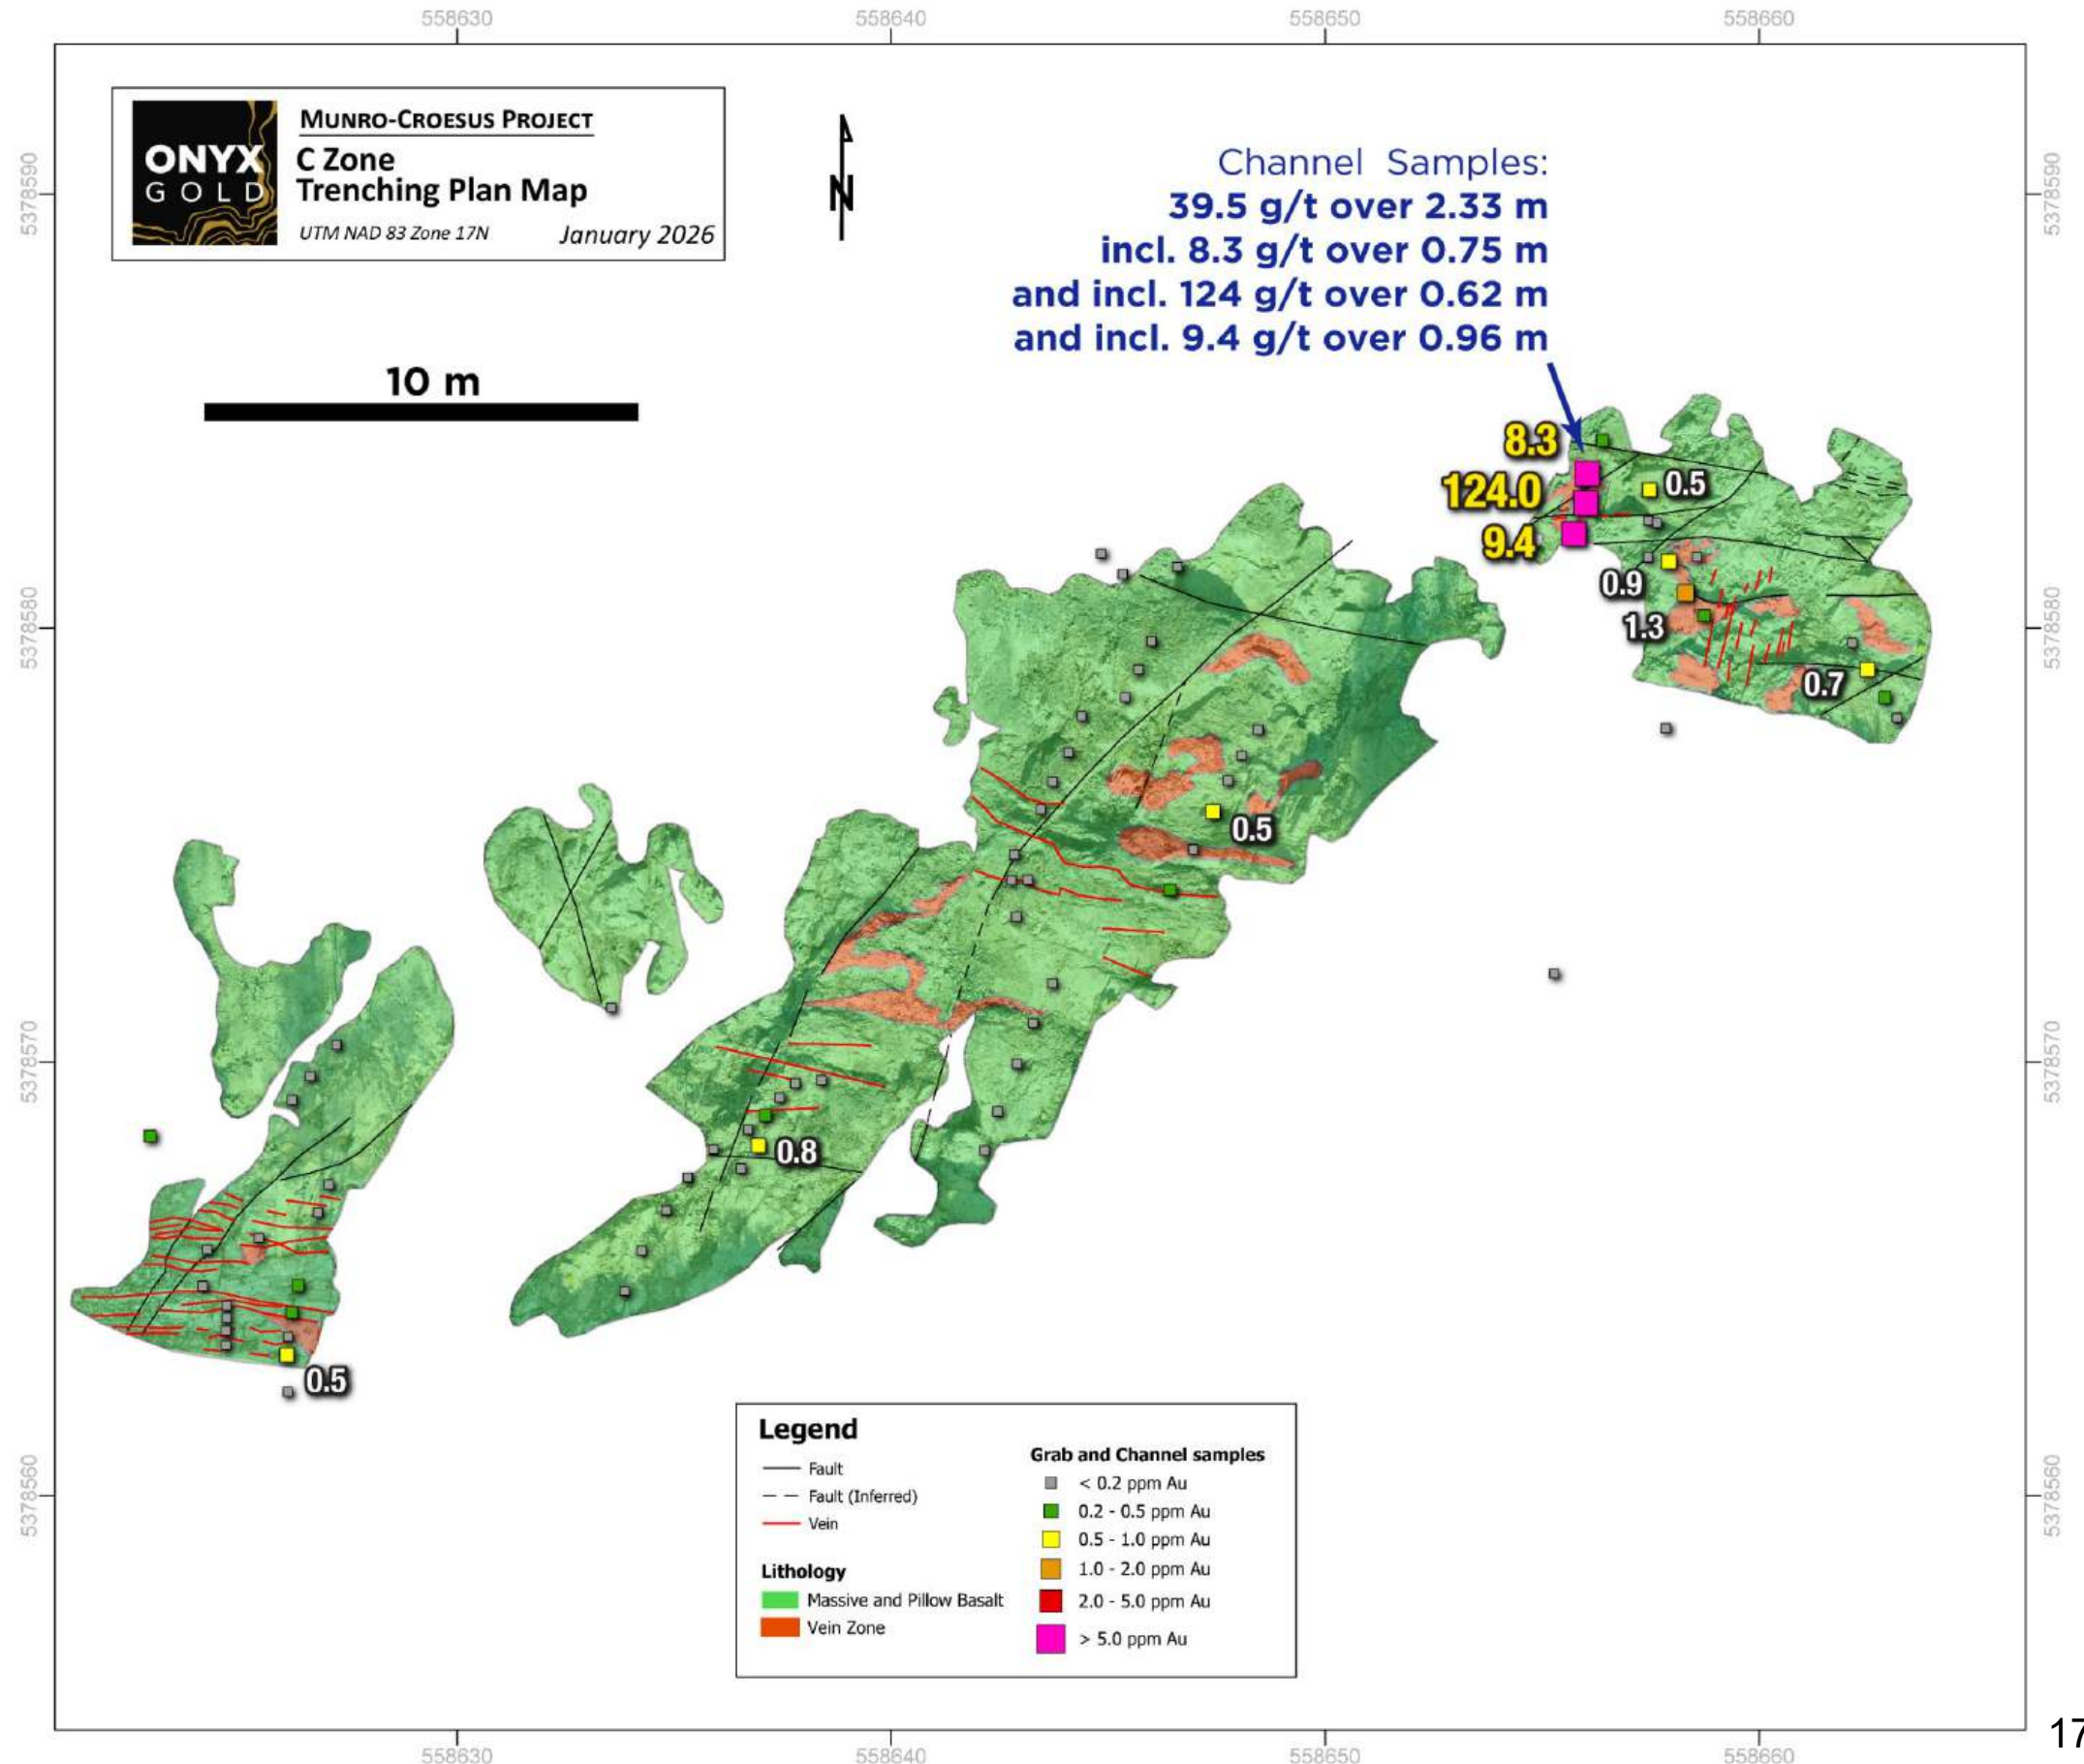 558630
558640
558650
558660
ONYX
GOLD
MUNRO-CROESUS PROJECT
C Zone
Trenching Plan Map
UTM NAD 83 Zone 17N
January 2026
N
Channel Samples:
39.5 g/t over 2.33 m
incl. 8.3 g/t over 0.75 m
and incl. 124 g/t over 0.62 m
and incl. 9.4 g/t over 0.96 m
5378590
5378590
10 m
8.3
124.0
9.4
0.5
0.9
1.3
0.7
5378580
5378580
0.5
5378570
5378570
0.8
0.5
5378560
5378560
Legend
Fault
Fault (Inferred)
Vein
Lithology
Massive and Pillow Basalt
Vein Zone
Grab and Channel samples
< 0.2 ppm Au
0.2 - 0.5 ppm Au
0.5 - 1.0 ppm Au
1.0 - 2.0 ppm Au
2.0 - 5.0 ppm Au
> 5.0 ppm Au
558630
558640
558650
558660
17